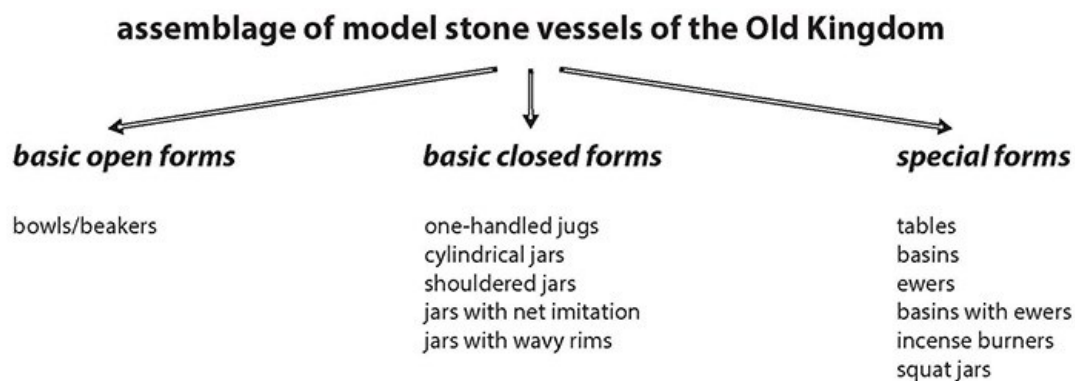 assemblage of model stone vessels of the Old Kingdom
basic open forms
bowls/beakers
basic closed forms
one-handled jugs
cylindrical jars
shouldered jars
jars with net imitation
jars with wavy rims
special forms
tables
basins
ewers
basins with ewers
incense burners
squat jars